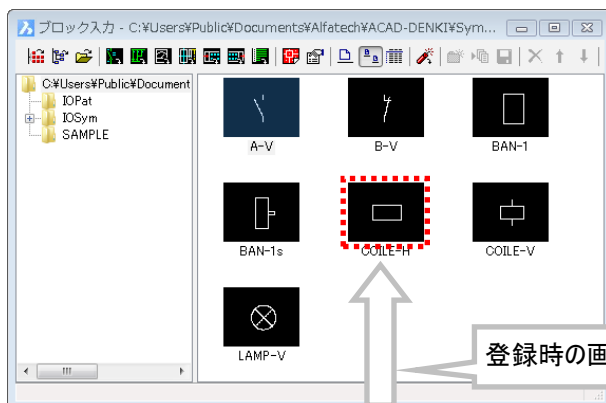 ブロック入力 - C:¥Users¥Public¥Documents¥Alfatech¥ACAD-DENKI¥Sym...
C:¥Users¥Public¥Document
IOPat
IOSym
SAMPLE
A-V
B-V
BAN-1
BAN-1s
COILE-H
COILE-V
LAMP-V
登録時の画